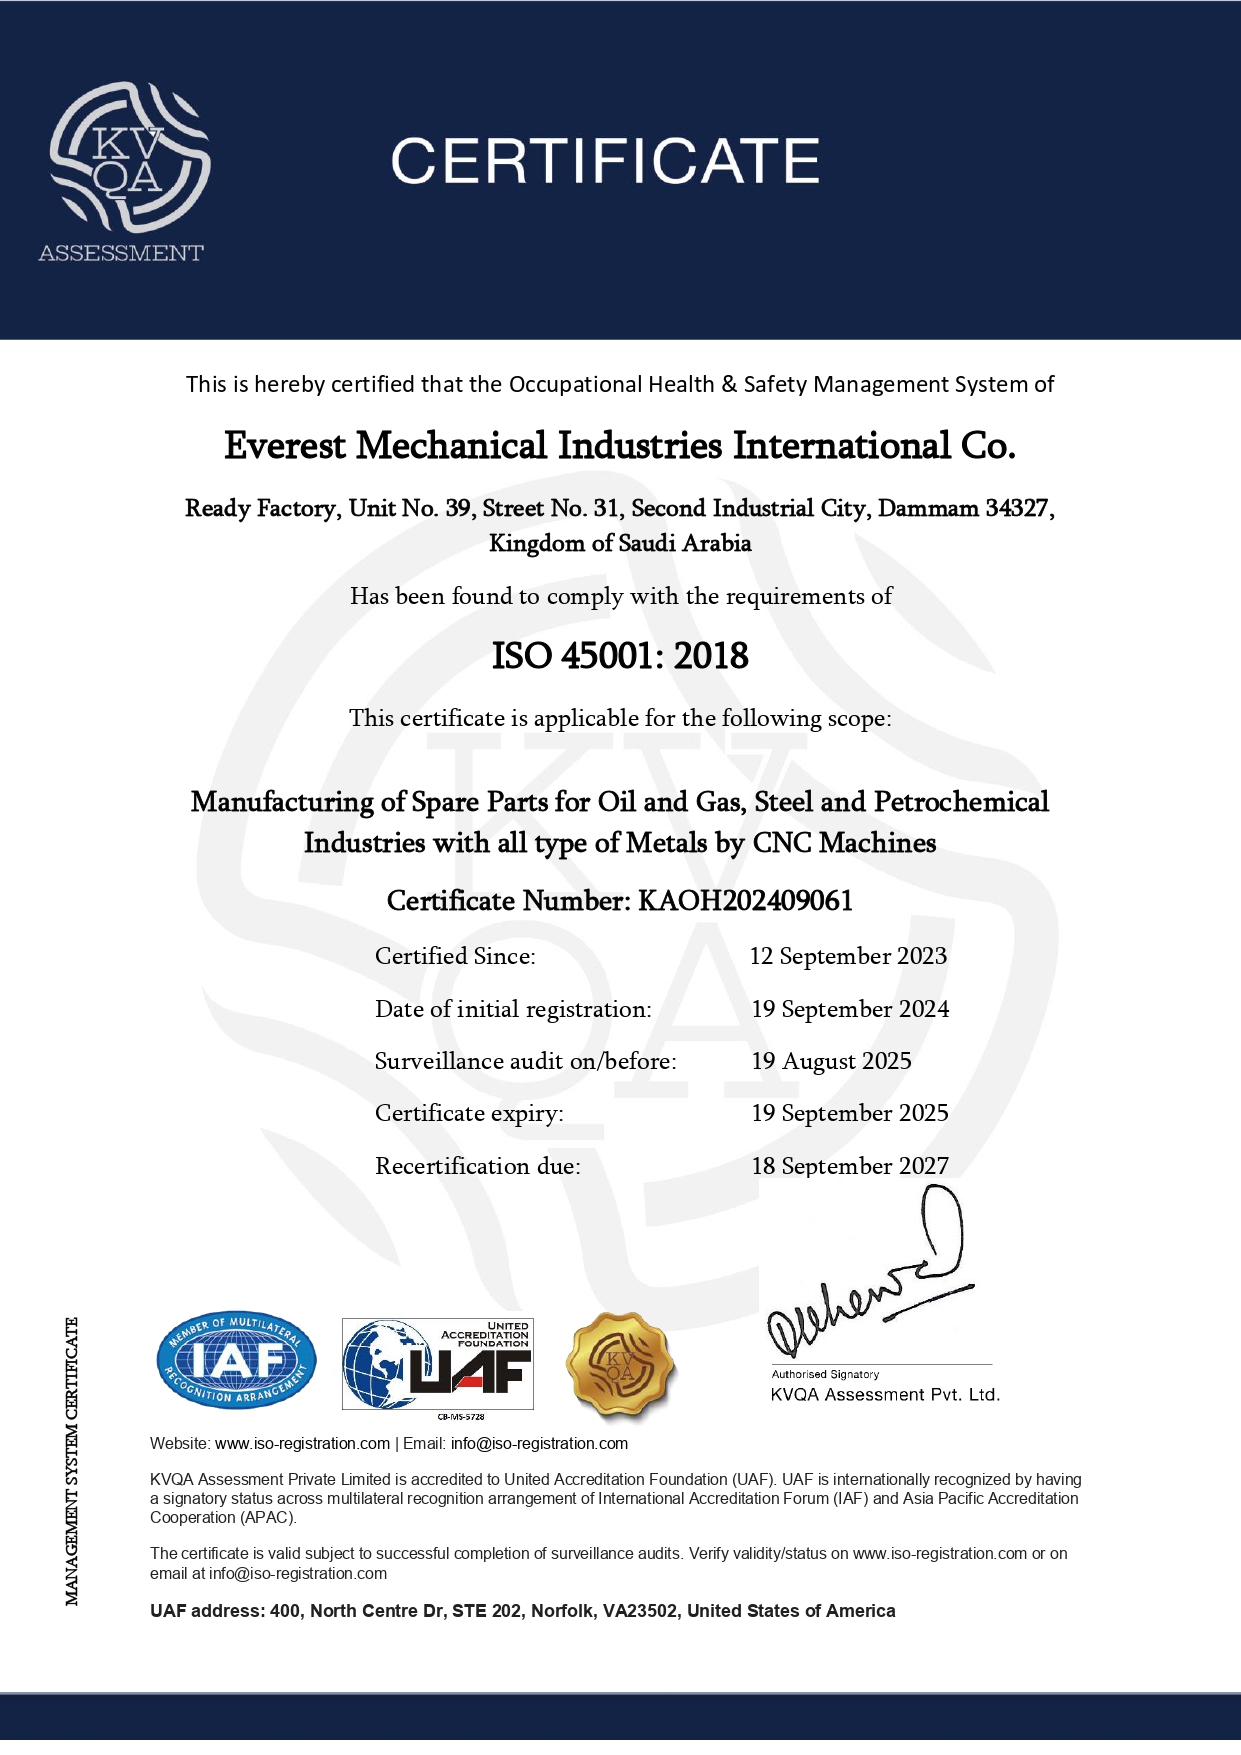 KV
QA
ASSESSMENT
CERTIFICATE
This is hereby certified that the Occupational Health & Safety Management System of
Everest Mechanical Industries International Co.
Ready Factory, Unit No. 39, Street No. 31, Second Industrial City, Dammam 34327,
Kingdom of Saudi Arabia
Has been found to comply with the requirements of
ISO 45001: 2018
This certificate is applicable for the following scope:
Manufacturing of Spare Parts for Oil and Gas, Steel and Petrochemical
Industries with all type of Metals by CNC Machines
Certificate Number: KAOH202409061
Certified Since: 12 September 2023
Date of initial registration: 19 September 2024
Surveillance audit on/before: 19 August 2025
Certificate expiry: 19 September 2025
Recertification due: 18 September 2027
KV
QA
MEMBER OF MULTILATERAL
IAF
RECOGNITION ARRANGEMENT
UNITED
ACCREDITATION
FOUNDATION
UAF
CB-MS-5728
KV
QA
Authorised Signatory
KVQA Assessment Pvt. Ltd.
MANAGEMENT SYSTEM CERTIFICATE
Website: www.iso-registration.com | Email: info@iso-registration.com
KVQA Assessment Private Limited is accredited to United Accreditation Foundation (UAF). UAF is internationally recognized by having
a signatory status across multilateral recognition arrangement of International Accreditation Forum (IAF) and Asia Pacific Accreditation
Cooperation (APAC).
The certificate is valid subject to successful completion of surveillance audits. Verify validity/status on www.iso-registration.com or on
email at info@iso-registration.com
UAF address: 400, North Centre Dr, STE 202, Norfolk, VA23502, United States of America